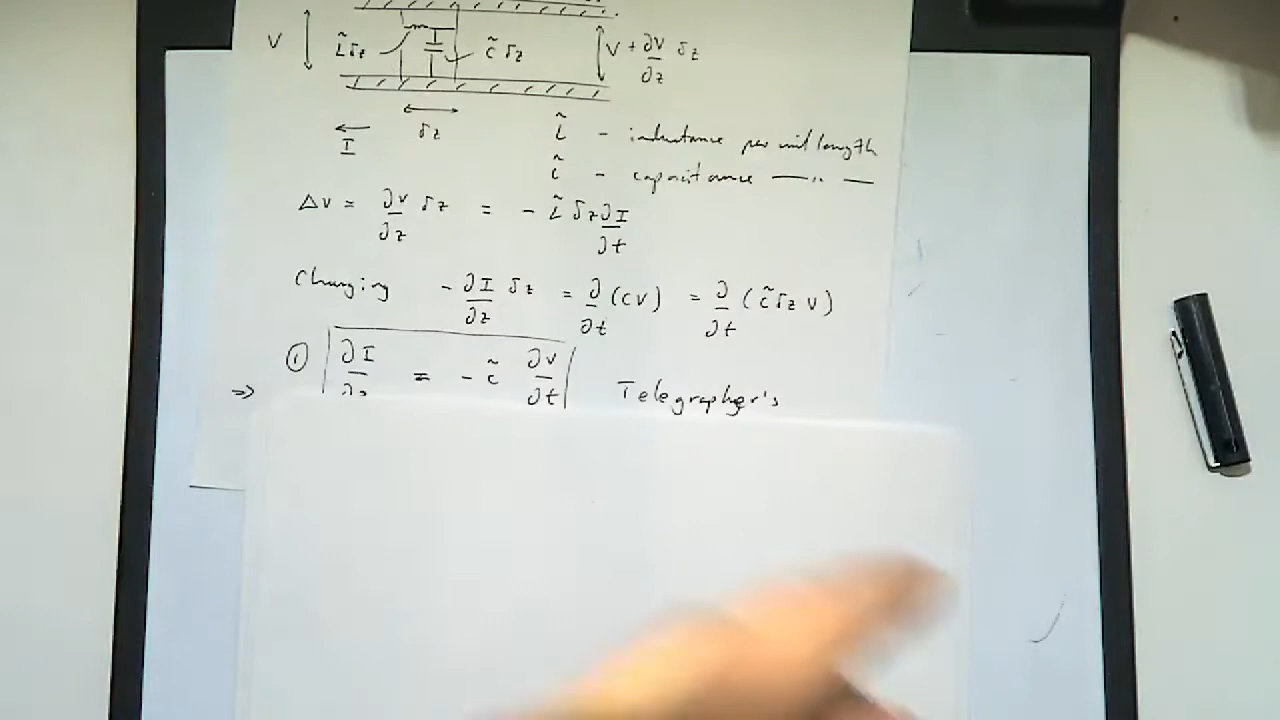 V L̃δz C̃ δz V + ∂V/∂z δz
δz
I
L̃ - inductance per unit length
C̃ - capacitance —〃—
ΔV = ∂V/∂z δz = - L̃ δz ∂I/∂t
Charging - ∂I/∂z δz = ∂/∂t (CV) = ∂/∂t (C̃ δz V)
① ∂I/∂z = - C̃ ∂V/∂t
⇒ Telegrapher's